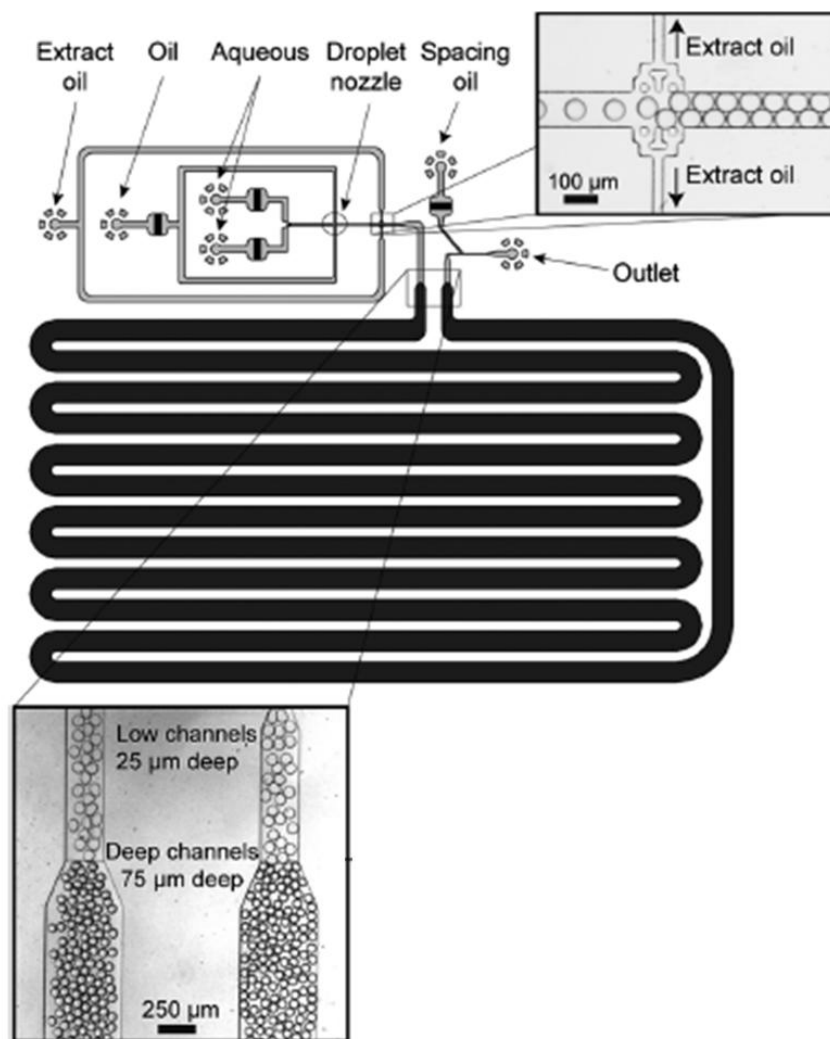 Extract
oil
Oil
Aqueous
Droplet
nozzle
Spacing
oil
Extract oil
Extract oil
100 µm
Outlet
Low channels
25 µm deep
Deep channels
75 µm deep
250 µm